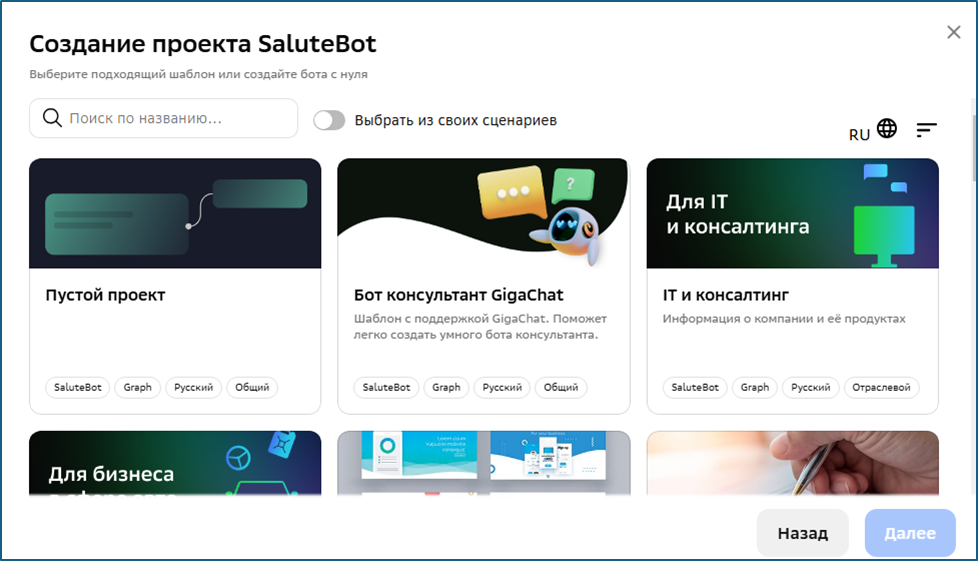 Создание проекта SaluteBot
Выберите подходящий шаблон или создайте бота с нуля
Поиск по названию...
Выбрать из своих сценариев
RU
?
Для IT
и консалтинга
Пустой проект
SaluteBot Graph Русский Общий
Бот консультант GigaChat
Шаблон с поддержкой GigaChat. Поможет
легко создать умного бота консультанта.
SaluteBot Graph Русский Общий
IT и консалтинг
Информация о компании и её продуктах
SaluteBot Graph Русский Отраслевой
Для бизнеса
Назад
Далее